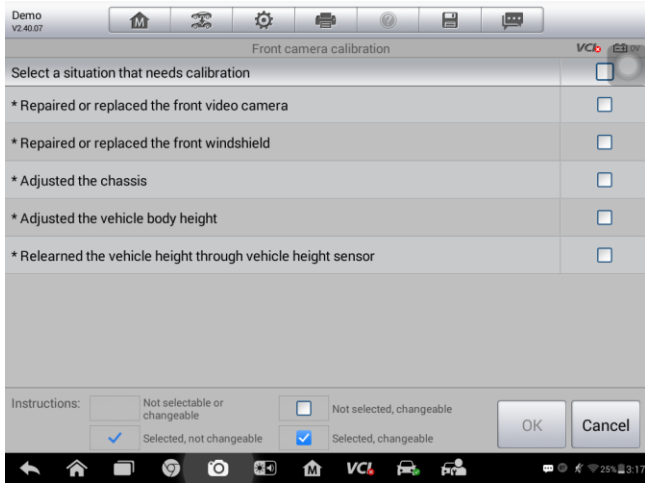 Demo
V2.40.07
Front camera calibration
VCI
0V
Select a situation that needs calibration
* Repaired or replaced the front video camera
* Repaired or replaced the front windshield
* Adjusted the chassis
* Adjusted the vehicle body height
* Relearned the vehicle height through vehicle height sensor
Instructions:
Not selectable or
changeable
Not selected, changeable
Selected, not changeable
Selected, changeable
OK
Cancel
VCI
25%
3:17